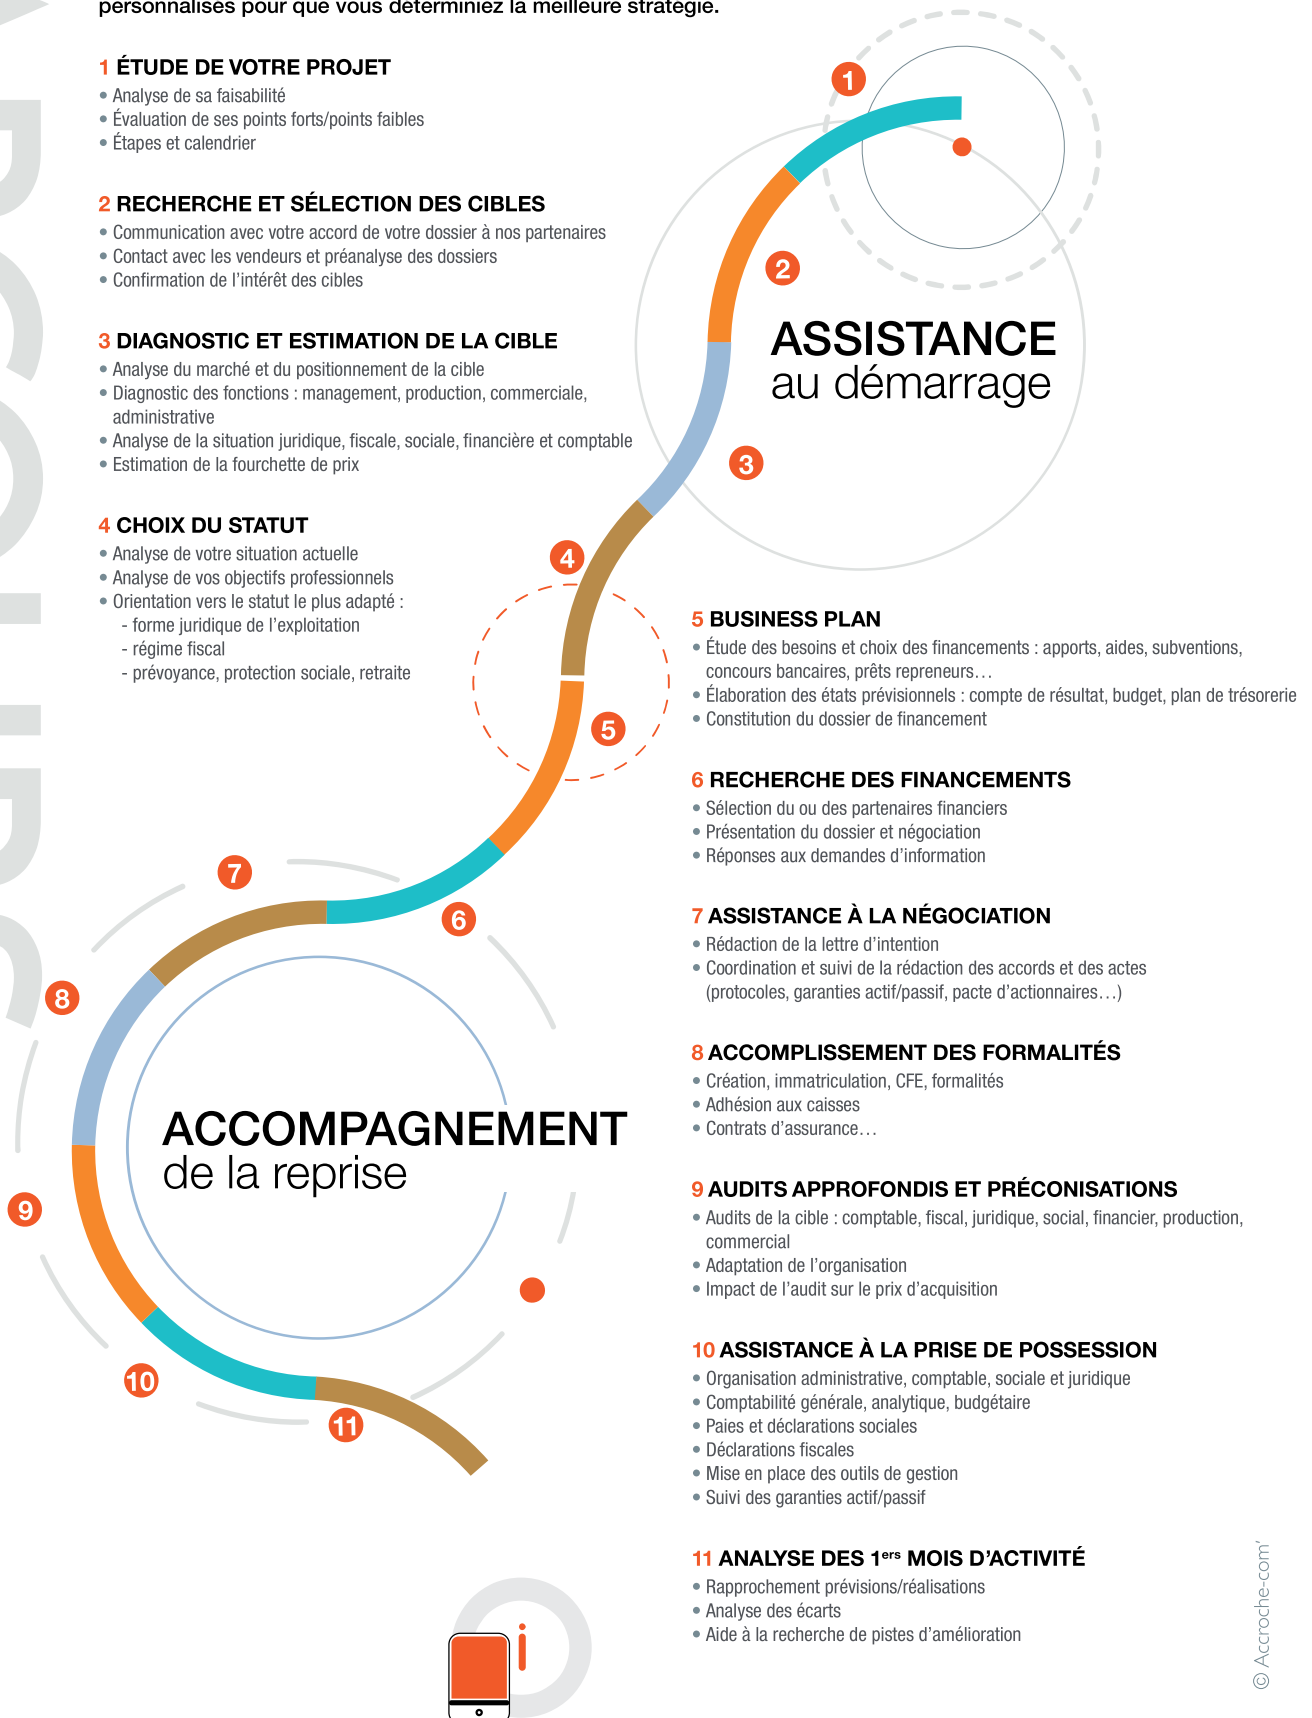 personnalisés pour que vous déterminiez la meilleure stratégie.
1 ÉTUDE DE VOTRE PROJET
• Analyse de sa faisabilité
• Évaluation de ses points forts/points faibles
• Étapes et calendrier
2 RECHERCHE ET SÉLECTION DES CIBLES
• Communication avec votre accord de votre dossier à nos partenaires
• Contact avec les vendeurs et préanalyse des dossiers
• Confirmation de l'intérêt des cibles
3 DIAGNOSTIC ET ESTIMATION DE LA CIBLE
• Analyse du marché et du positionnement de la cible
• Diagnostic des fonctions : management, production, commerciale,
administrative
• Analyse de la situation juridique, fiscale, sociale, financière et comptable
• Estimation de la fourchette de prix
4 CHOIX DU STATUT
• Analyse de votre situation actuelle
• Analyse de vos objectifs professionnels
• Orientation vers le statut le plus adapté :
- forme juridique de l'exploitation
- régime fiscal
- prévoyance, protection sociale, retraite
1
2
ASSISTANCE
au démarrage
3
4
5
6
7
8
ACCOMPAGNEMENT
de la reprise
9
10
11
5 BUSINESS PLAN
• Étude des besoins et choix des financements : apports, aides, subventions,
concours bancaires, prêts repreneurs…
• Élaboration des états prévisionnels : compte de résultat, budget, plan de trésorerie
• Constitution du dossier de financement
6 RECHERCHE DES FINANCEMENTS
• Sélection du ou des partenaires financiers
• Présentation du dossier et négociation
• Réponses aux demandes d'information
7 ASSISTANCE À LA NÉGOCIATION
• Rédaction de la lettre d'intention
• Coordination et suivi de la rédaction des accords et des actes
(protocoles, garanties actif/passif, pacte d'actionnaires…)
8 ACCOMPLISSEMENT DES FORMALITÉS
• Création, immatriculation, CFE, formalités
• Adhésion aux caisses
• Contrats d'assurance…
9 AUDITS APPROFONDIS ET PRÉCONISATIONS
• Audits de la cible : comptable, fiscal, juridique, social, financier, production,
commercial
• Adaptation de l'organisation
• Impact de l'audit sur le prix d'acquisition
10 ASSISTANCE À LA PRISE DE POSSESSION
• Organisation administrative, comptable, sociale et juridique
• Comptabilité générale, analytique, budgétaire
• Paies et déclarations sociales
• Déclarations fiscales
• Mise en place des outils de gestion
• Suivi des garanties actif/passif
11 ANALYSE DES 1ers MOIS D'ACTIVITÉ
• Rapprochement prévisions/réalisations
• Analyse des écarts
• Aide à la recherche de pistes d'amélioration
i
© Accroche-com'